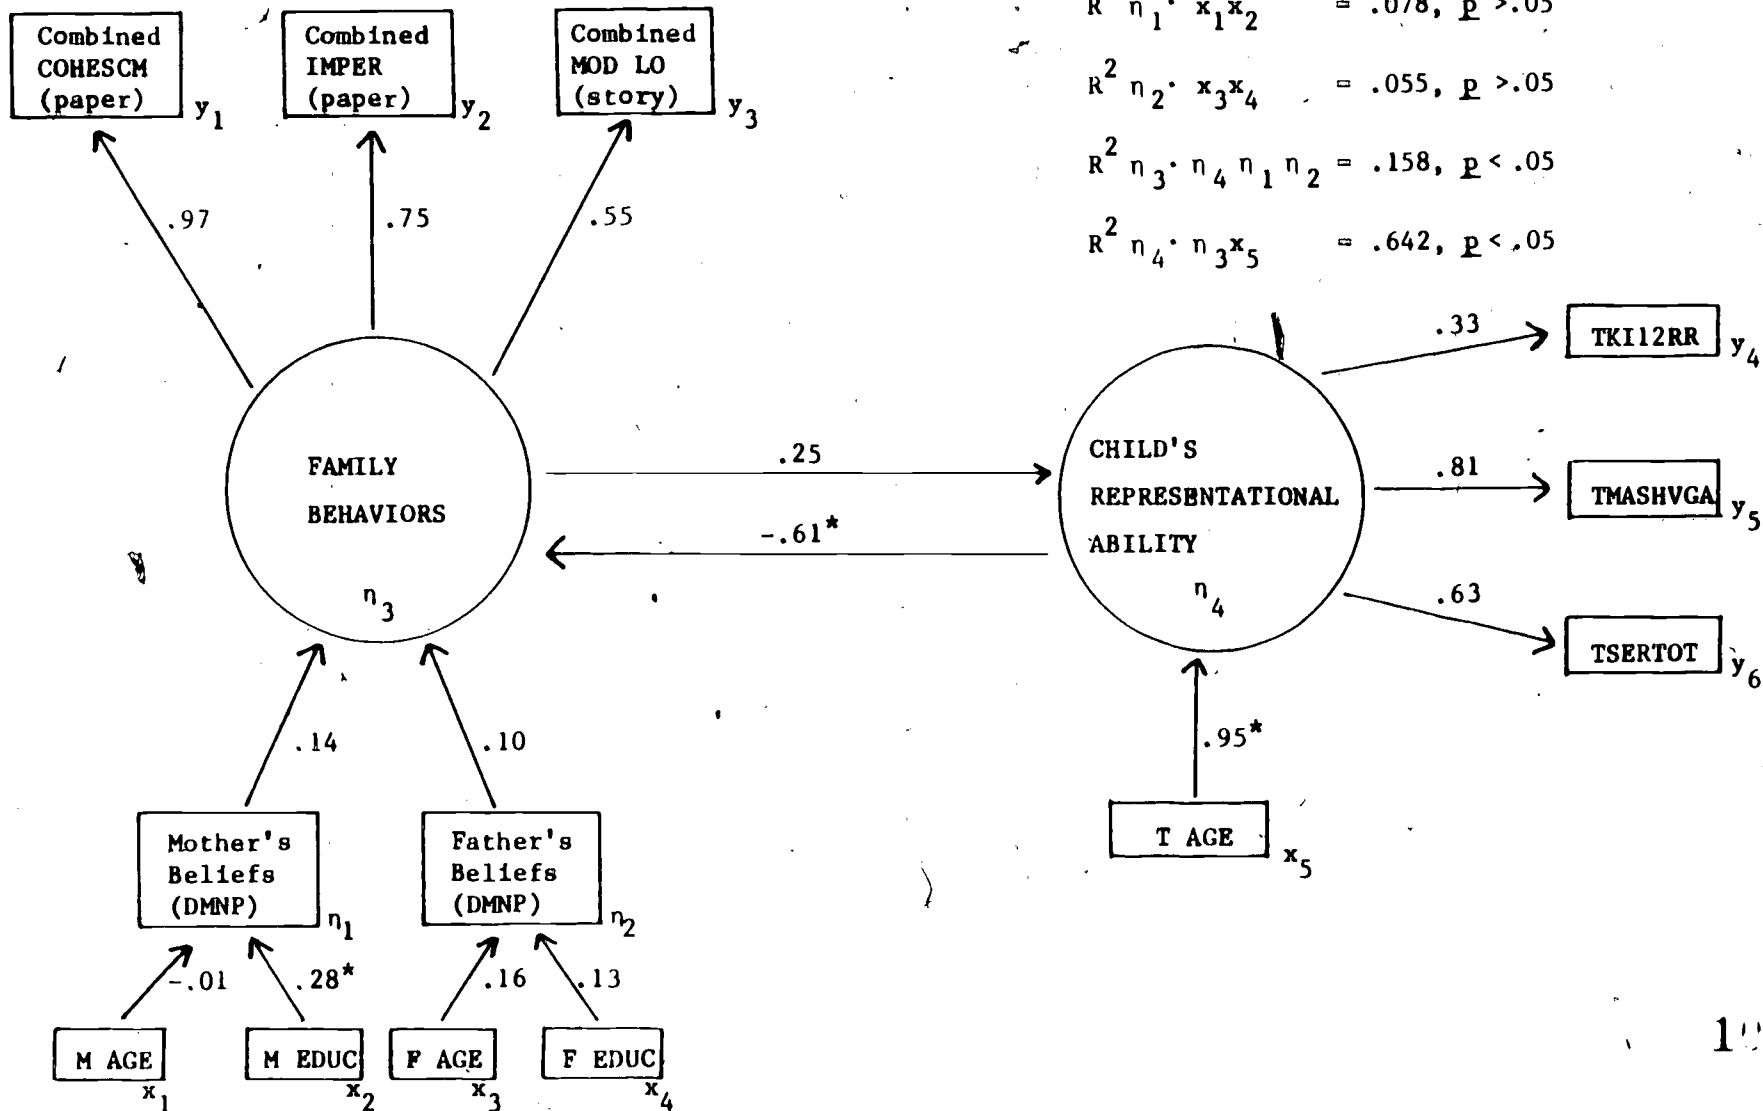 Combined
COHESCM
(paper) y1
Combined
IMPER
(paper) y2
Combined
MOD LO
(story) y3
R η1· x1x2 = .078, p >.05
R2 η2· x3x4 = .055, p >.05
R2 η3· η4 η1 η2 = .158, p < .05
R2 η4· η3x5 = .642, p < .05
.97
.75
.55
FAMILY
BEHAVIORS
η3
.25
-.61*
CHILD'S
REPRESBNTATIONAL
ABILITY
η4
.33
TKI12RR y4
.81
TMASHVGA y5
.63
TSERTOT y6
.14
.10
.95*
Mother's
Beliefs
(DMNP) η1
Father's
Beliefs
(DMNP) η2
T AGE x5
-.01
.28*
.16
.13
M AGE x1
M EDUC x2
F AGE x3
F EDUC x4